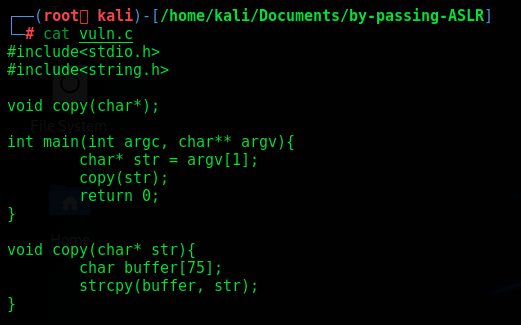 ┌──(root💀kali)-[/home/kali/Documents/by-passing-ASLR]
└─# cat vuln.c
#include<stdio.h>
#include<string.h>

void copy(char*);

int main(int argc, char** argv){
        char* str = argv[1];
        copy(str);
        return 0;
}

void copy(char* str){
        char buffer[75];
        strcpy(buffer, str);
}
File System
Home